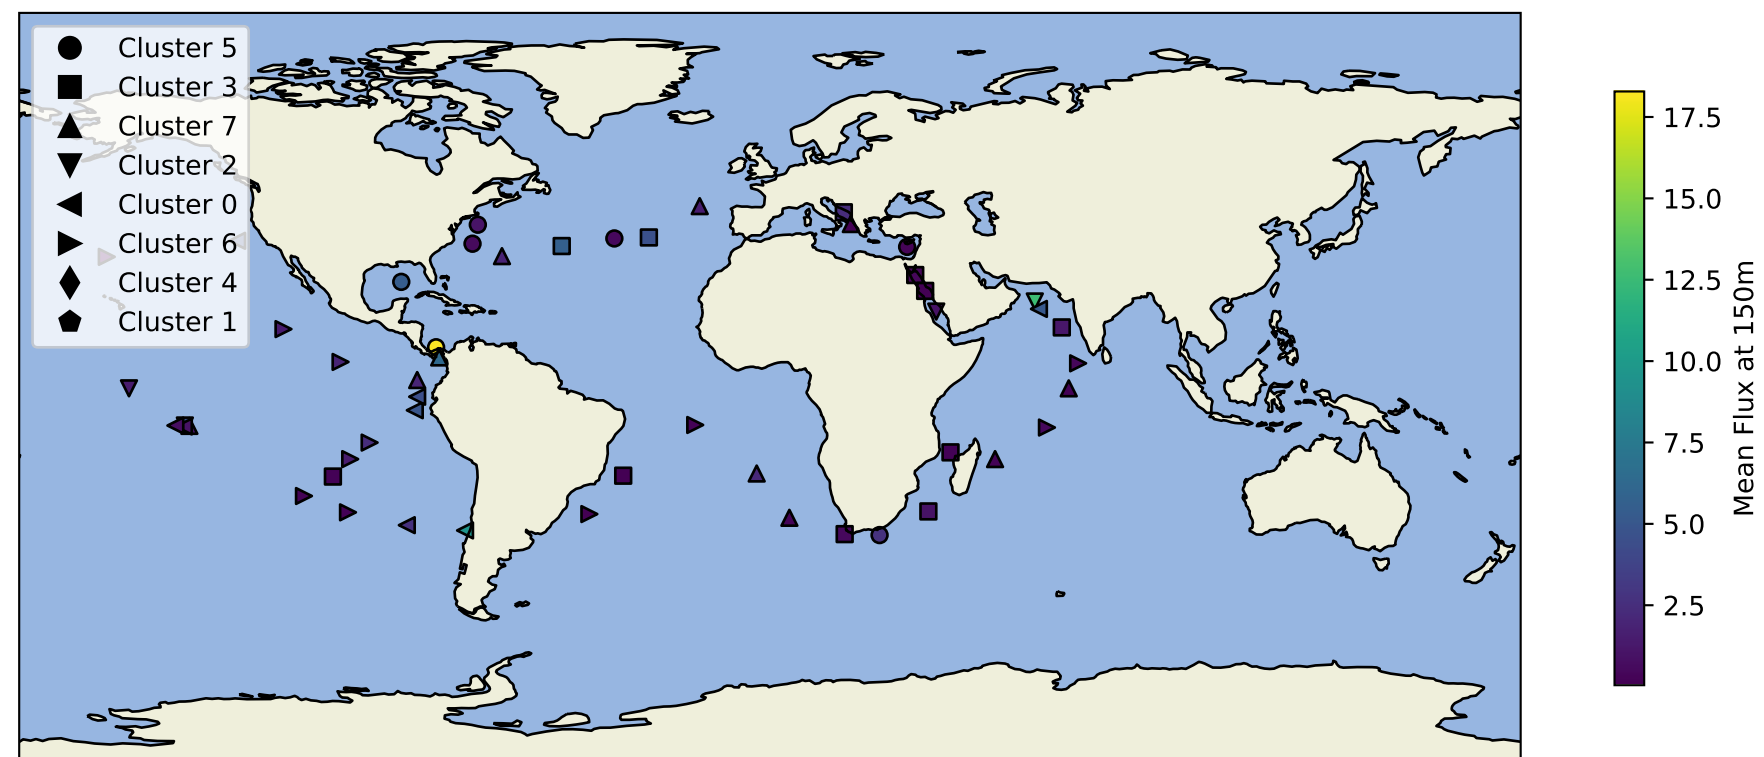 Cluster 5
Cluster 3
Cluster 7
Cluster 2
Cluster 0
Cluster 6
Cluster 4
Cluster 1
17.5
15.0
12.5
10.0
7.5
5.0
2.5
Mean Flux at 150m